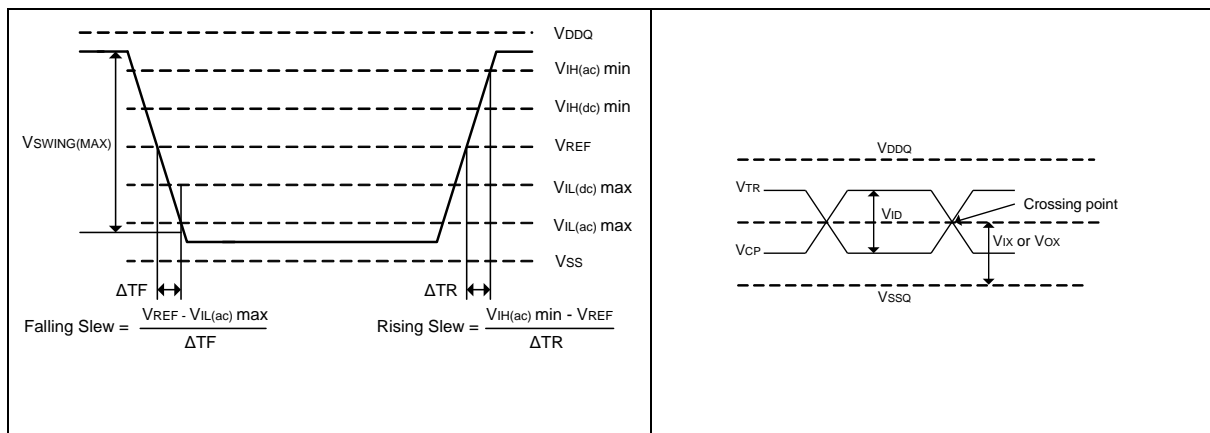 VDDQ
VIH(ac) min
VIH(dc) min
VSWING(MAX)
VREF
VIL(dc) max
VIL(ac) max
VSS
ΔTF
ΔTR
Falling Slew = VREF - VIL(ac) max
ΔTF
Rising Slew = VIH(ac) min - VREF
ΔTR
VDDQ
VTR
VID
Crossing point
VIX or VOX
VCP
VSSQ